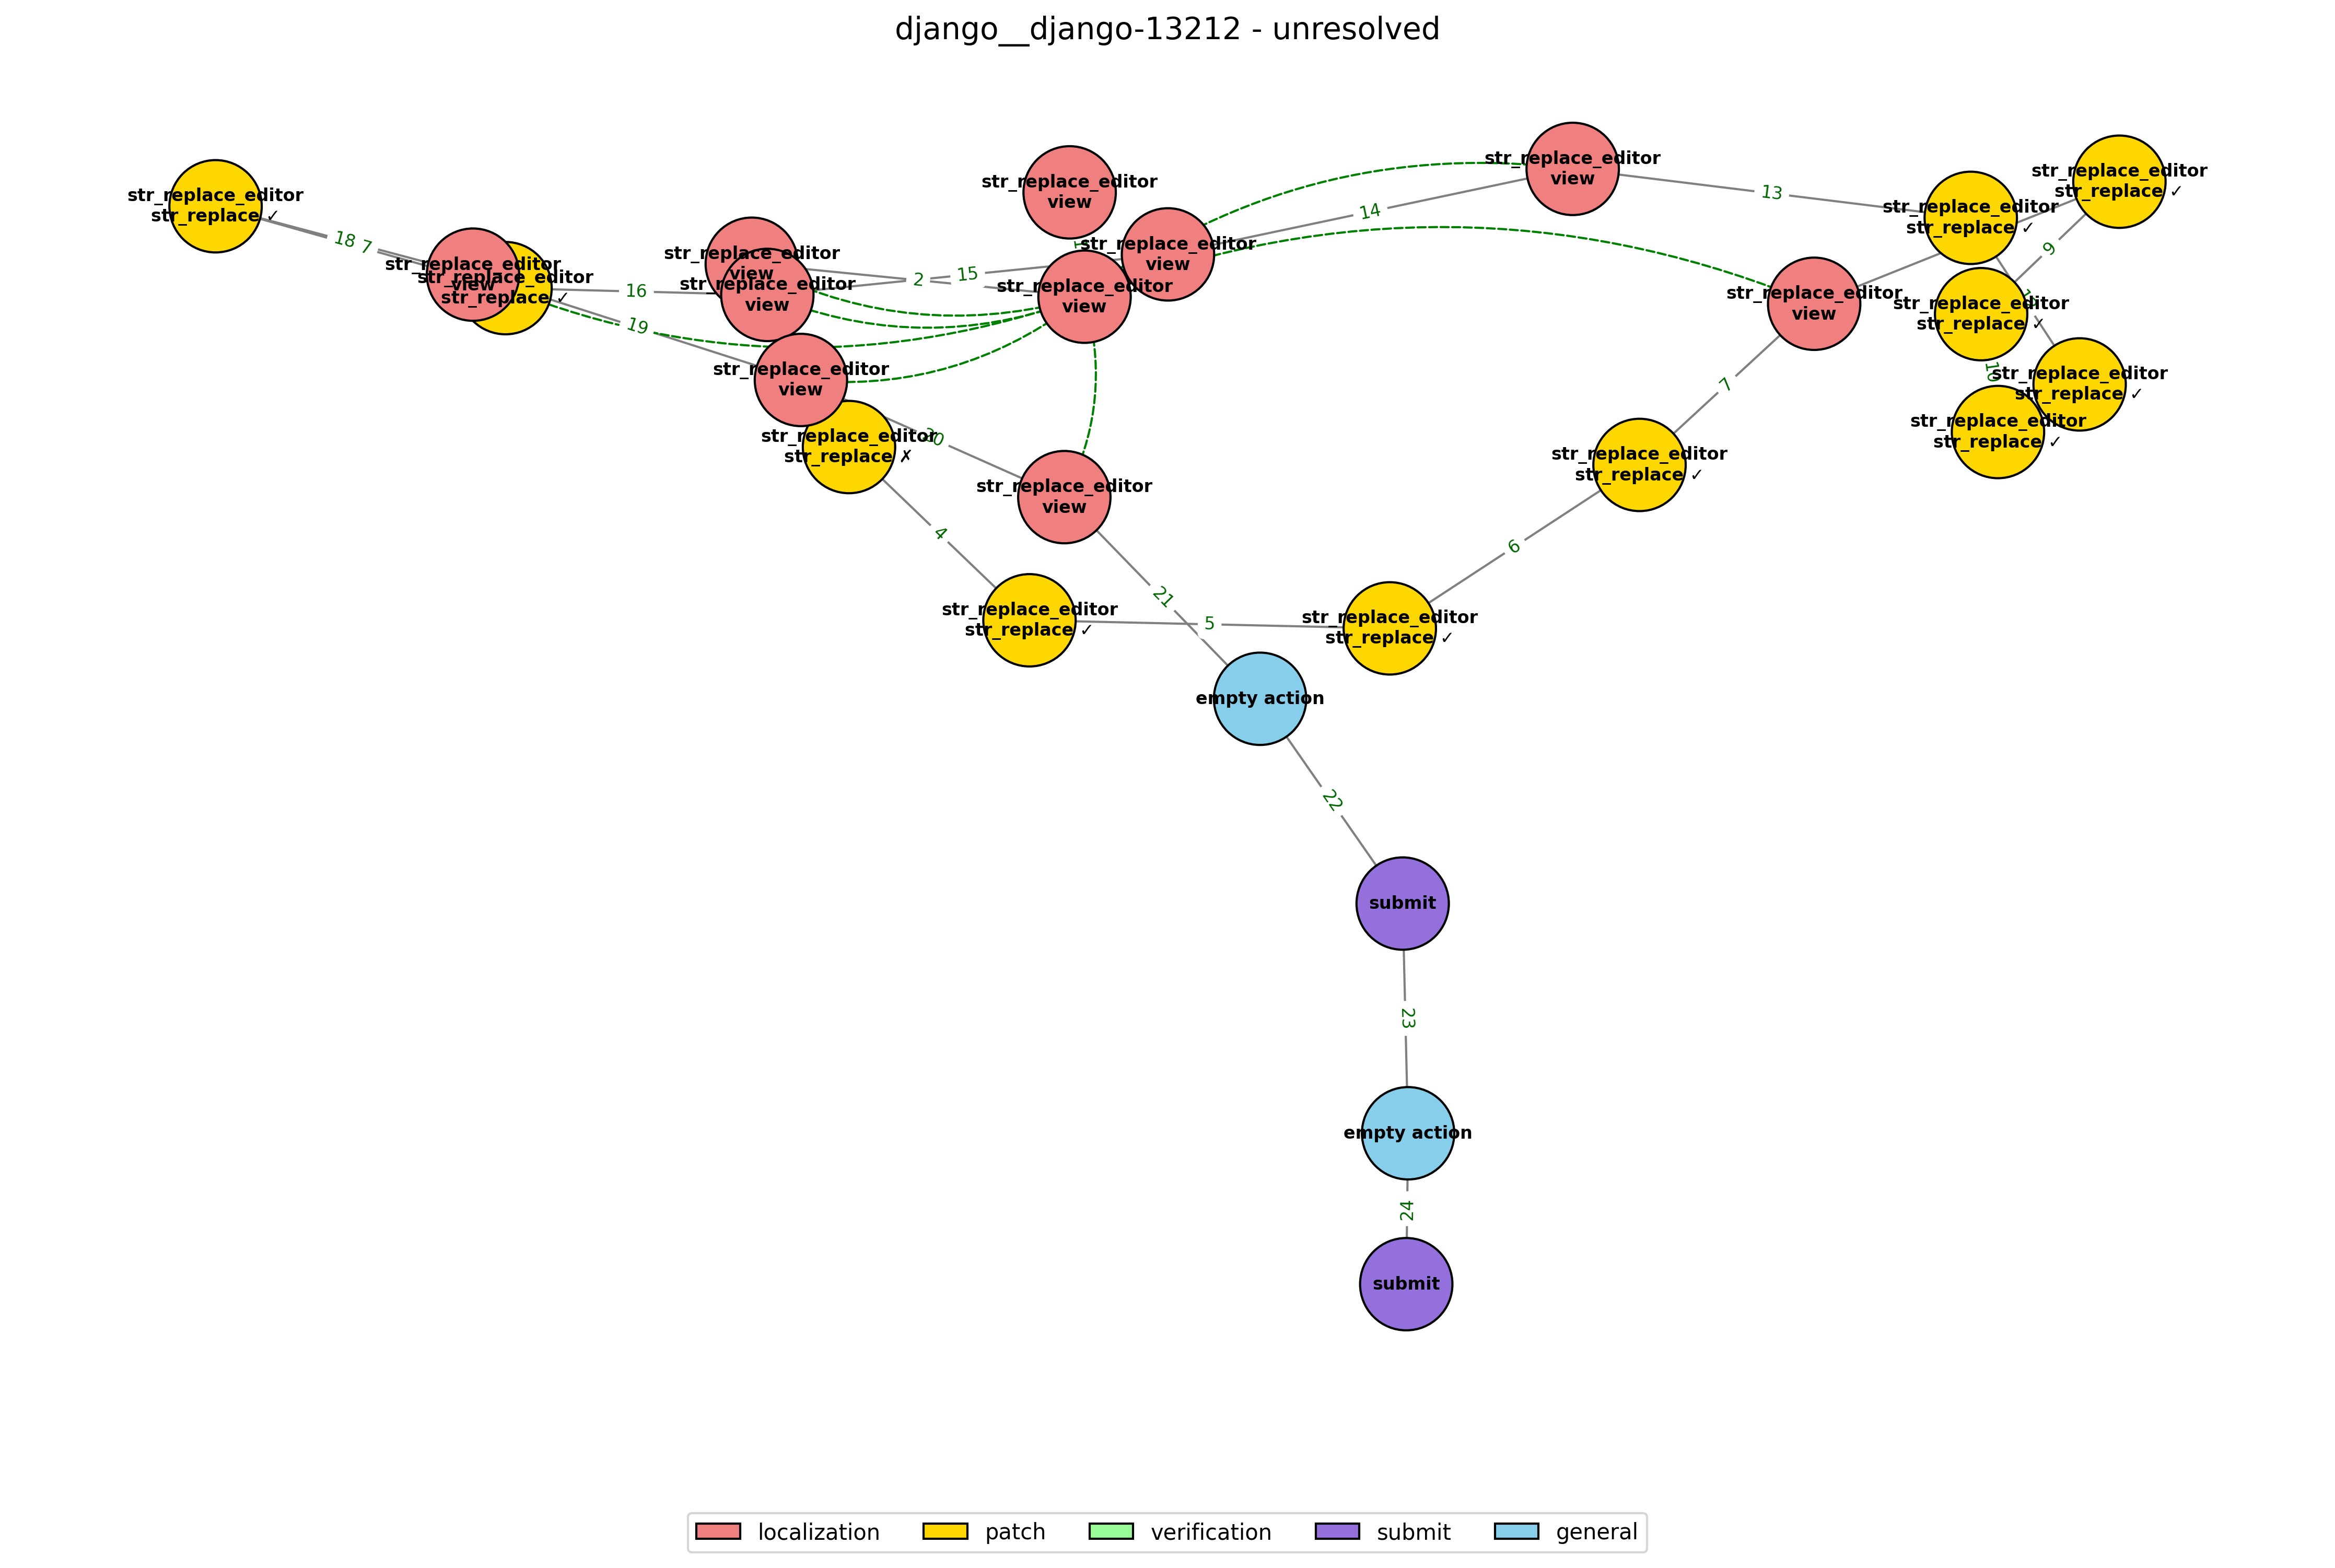 django__django-13212 - unresolved
str_replace_editor
view
str_replace_editor
str_replace ✓
str_replace_editor
str_replace ✓
str_replace_editor
view
str_replace_editor
str_replace ✓
str_replace_editor
view
str_replace_editor
view
str_replace_editor
view
str_replace_editor
str_replace ✓
str_replace_editor
view
str_replace_editor
view
str_replace_editor
view
str_replace_editor
view
str_replace_editor
str_replace ✓
str_replace_editor
str_replace ✓
str_replace_editor
view
str_replace_editor
str_replace ✓
str_replace_editor
str_replace ✗
str_replace_editor
view
str_replace_editor
str_replace ✓
str_replace_editor
str_replace ✓
str_replace_editor
str_replace ✓
empty action
submit
empty action
submit
2
4
5
6
7
9
10
13
14
15
16
18
7
19
20
21
22
23
24
localization
patch
verification
submit
general